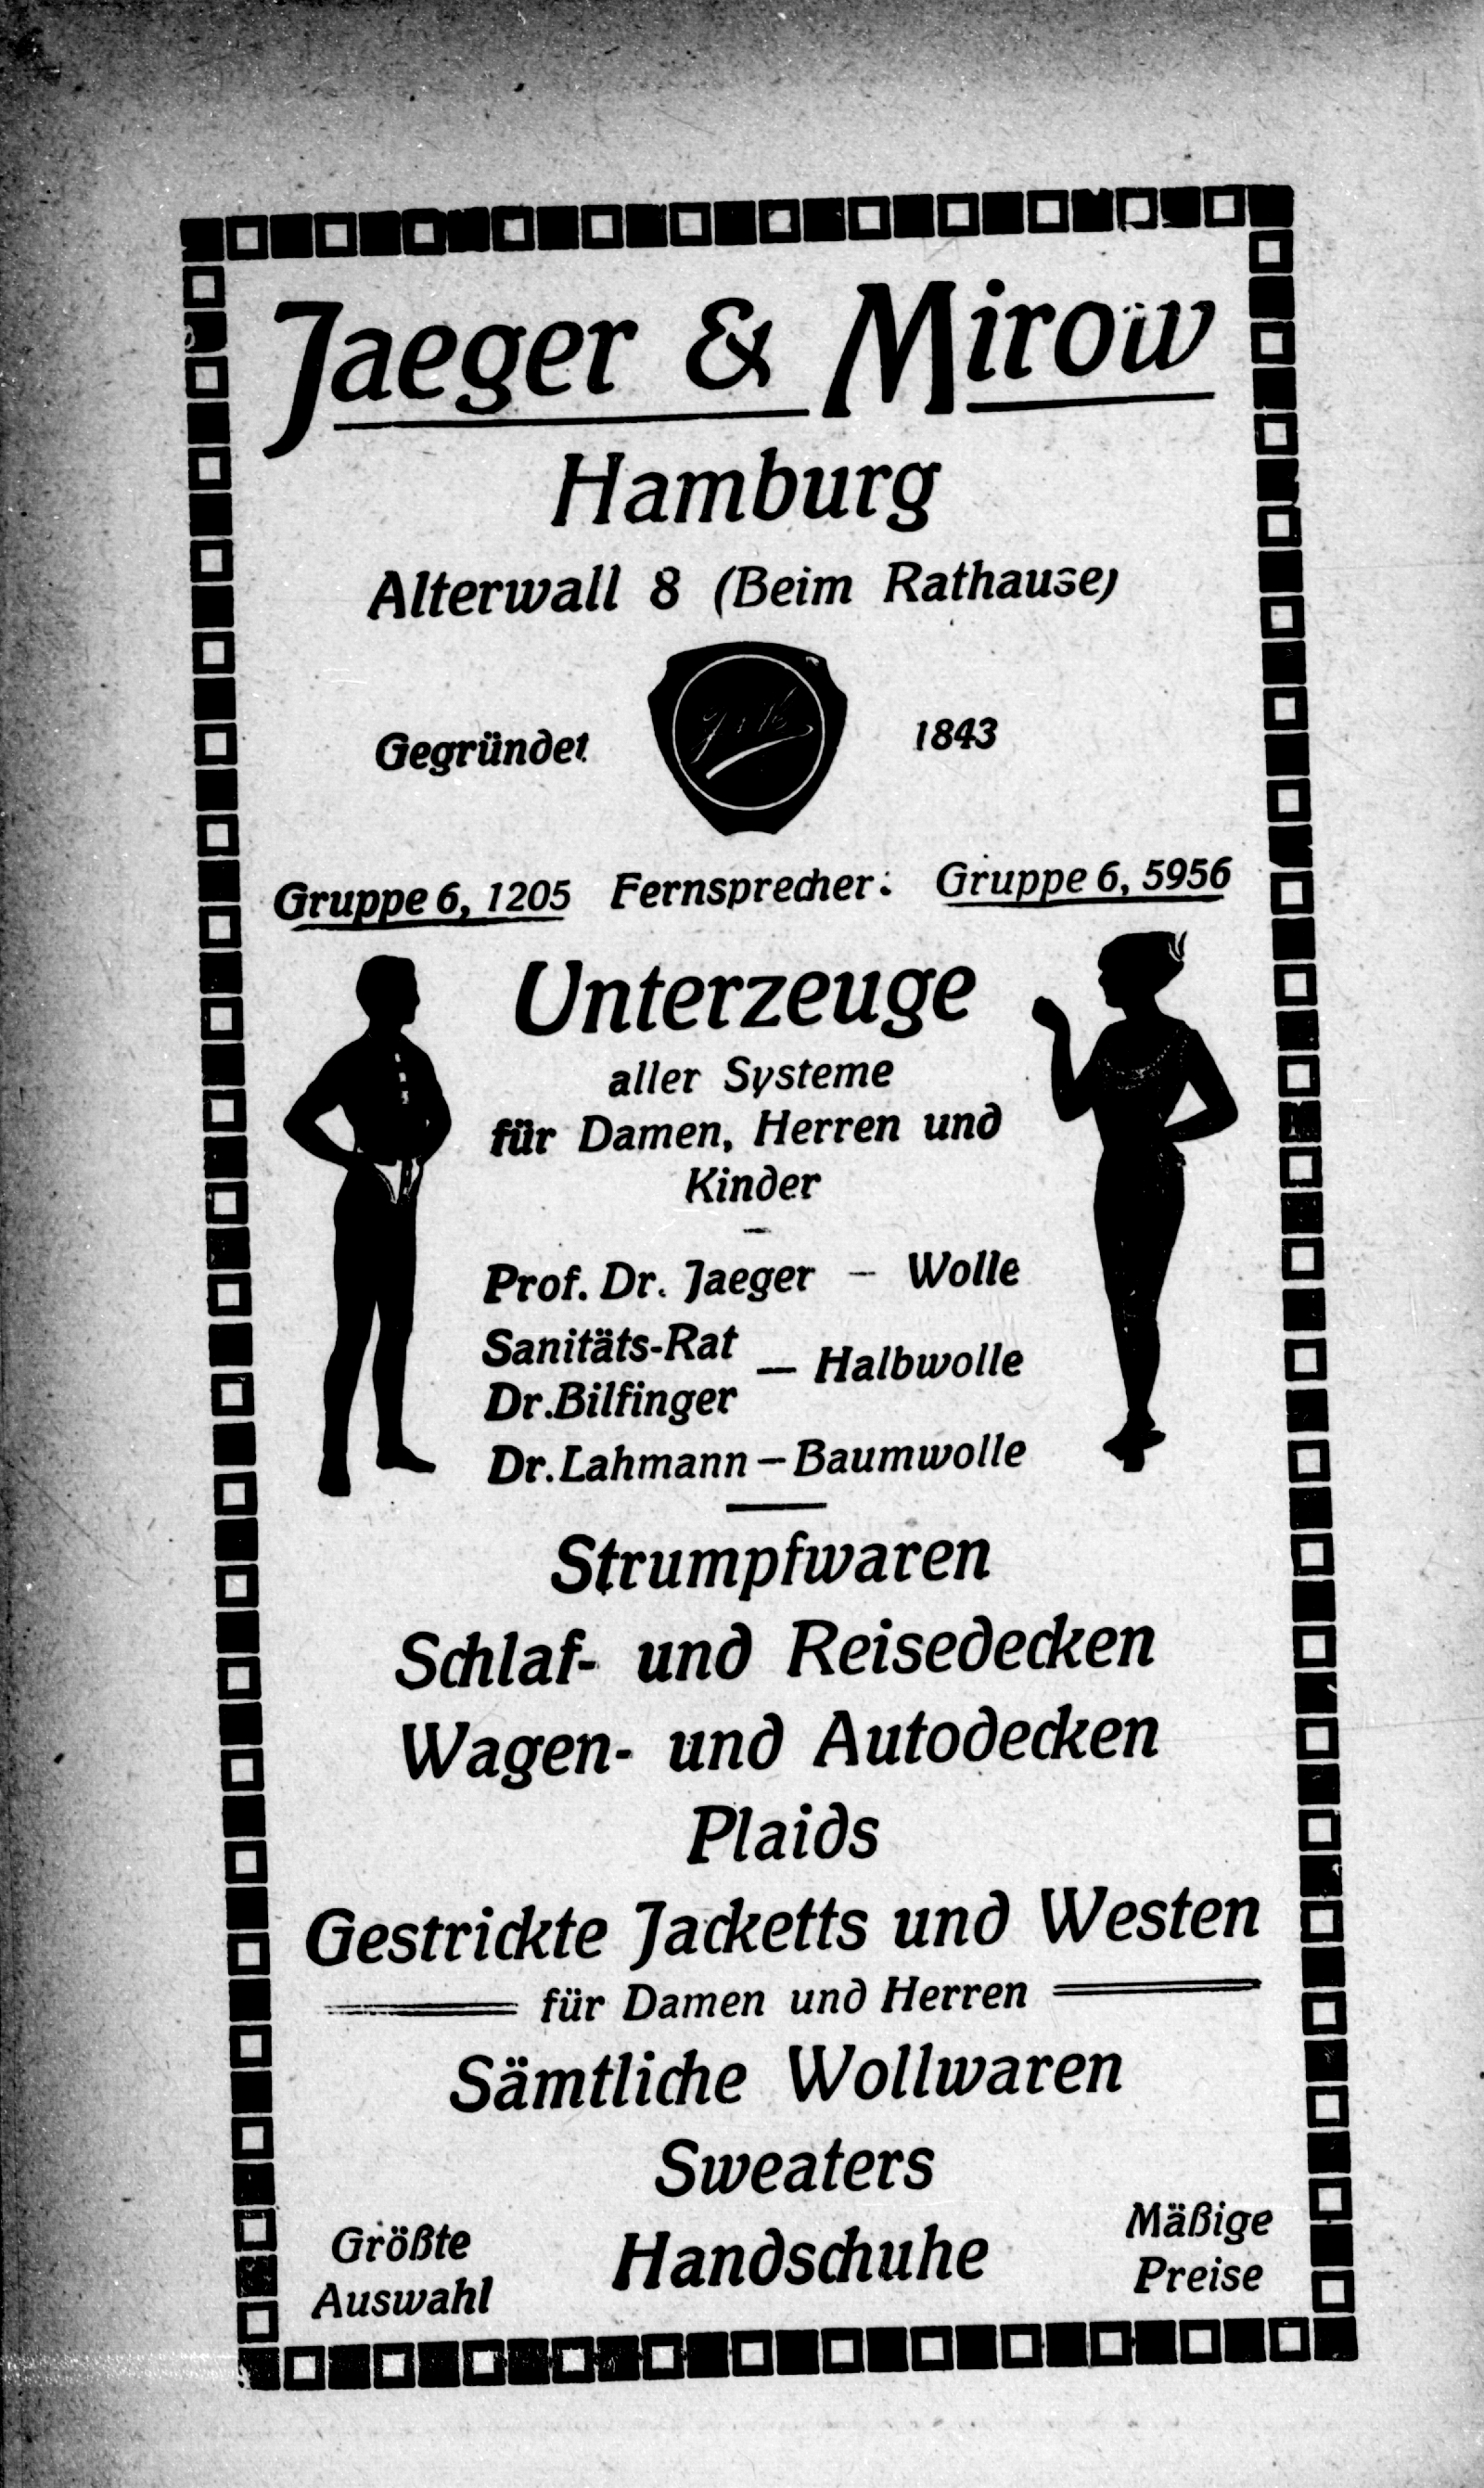 Jaeger & Mirow
Hamburg
Alterwall 8 (Beim Rathause)
Gegründet 1843
Gruppe 6, 1205 Fernsprecher: Gruppe 6, 5956
Unterzeuge
aller Systeme
für Damen, Herren und
Kinder
Prof. Dr. Jaeger – Wolle
Sanitäts-Rat
Dr. Bilfinger — Halbwolle
Dr. Lahmann – Baumwolle
Strumpfwaren
Schlaf- und Reisedecken
Wagen- und Autodecken
Plaids
Gestrickte Jacketts und Westen
für Damen und Herren
Sämtliche Wollwaren
Sweaters
Handschuhe
Größte
Auswahl
Mäßige
Preise